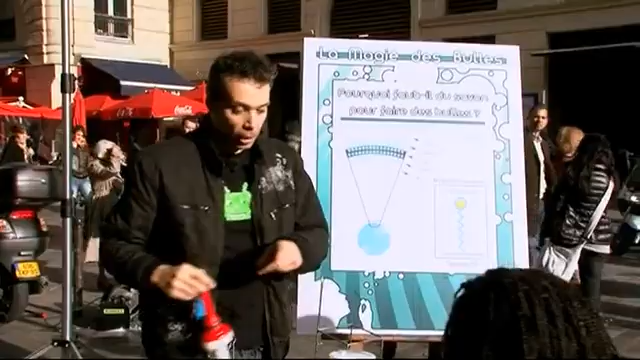 La Magie des Bulles
Pourquoi faut-il du savon
pour faire des bulles ?
Coca-Cola